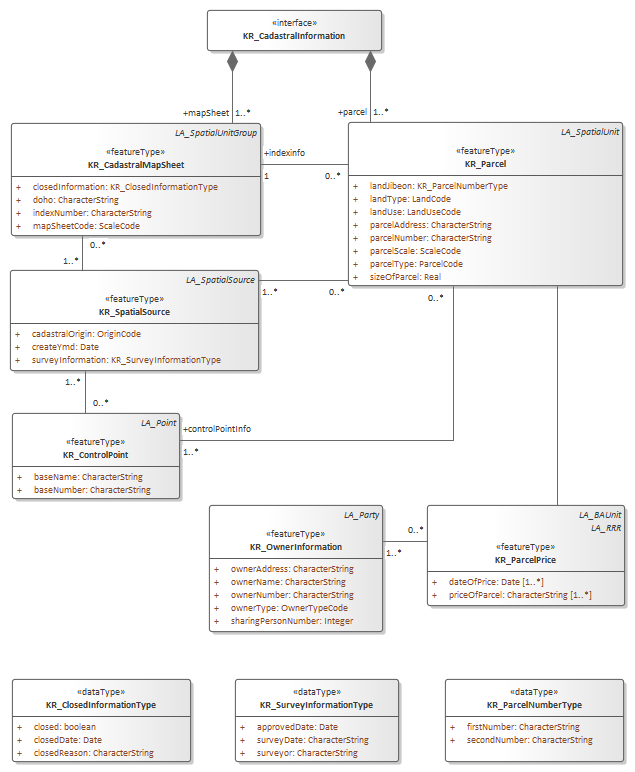 «interface»
KR_CadastralInformation
+mapSheet 1..*
+parcel 1..*
LA_SpatialUnitGroup
«featureType»
KR_CadastralMapSheet
+ closedInformation: KR_ClosedInformationType
+ doho: CharacterString
+ indexNumber: CharacterString
+ mapSheetCode: ScaleCode
+indexinfo
1
0..*
LA_SpatialUnit
«featureType»
KR_Parcel
+ landJibeon: KR_ParcelNumberType
+ landType: LandCode
+ landUse: LandUseCode
+ parcelAddress: CharacterString
+ parcelNumber: CharacterString
+ parcelScale: ScaleCode
+ parcelType: ParcelCode
+ sizeOfParcel: Real
0..*
1..*
LA_SpatialSource
«featureType»
KR_SpatialSource
+ cadastralOrigin: OriginCode
+ createYmd: Date
+ surveyInformation: KR_SurveyInformationType
1..*
0..*
0..*
1..*
0..*
LA_Point
«featureType»
KR_ControlPoint
+ baseName: CharacterString
+ baseNumber: CharacterString
+controlPointInfo
1..*
LA_Party
«featureType»
KR_OwnerInformation
+ ownerAddress: CharacterString
+ ownerName: CharacterString
+ ownerNumber: CharacterString
+ ownerType: OwnerTypeCode
+ sharingPersonNumber: Integer
0..*
1..*
LA_BAUnit
LA_RRR
«featureType»
KR_ParcelPrice
+ dateOfPrice: Date [1..*]
+ priceOfParcel: CharacterString [1..*]
«dataType»
KR_ClosedInformationType
+ closed: boolean
+ closedDate: Date
+ closedReason: CharacterString
«dataType»
KR_SurveyInformationType
+ approvedDate: Date
+ surveyDate: CharacterString
+ surveyor: CharacterString
«dataType»
KR_ParcelNumberType
+ firstNumber: CharacterString
+ secondNumber: CharacterString